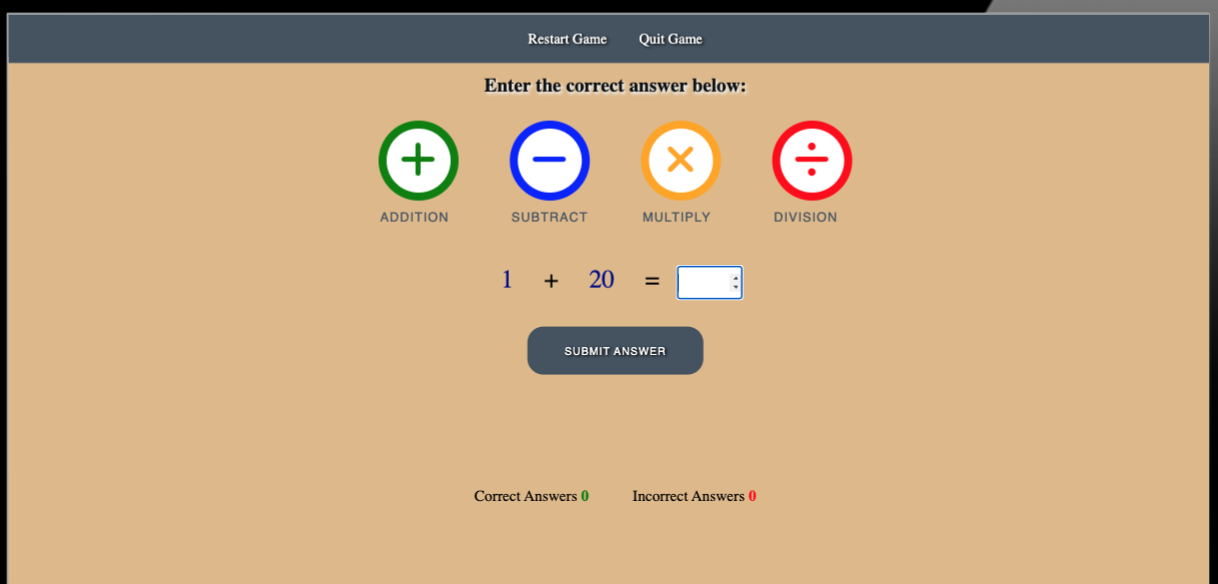 Restart Game Quit Game
Enter the correct answer below:
+ − × ÷
ADDITION SUBTRACT MULTIPLY DIVISION
1 + 20 =
SUBMIT ANSWER
Correct Answers 0 Incorrect Answers 0